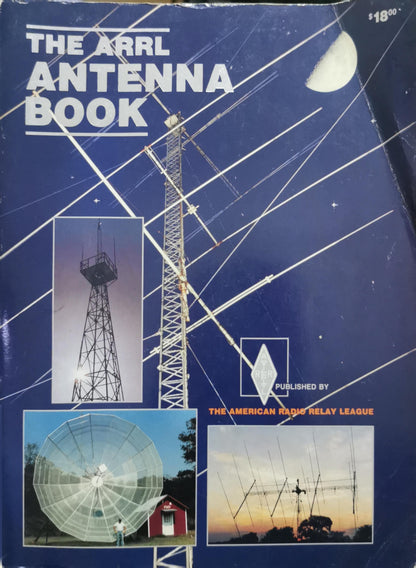 $18.00
THE ARRL
ANTENNA
BOOK
PUBLISHED BY
THE AMERICAN RADIO RELAY LEAGUE